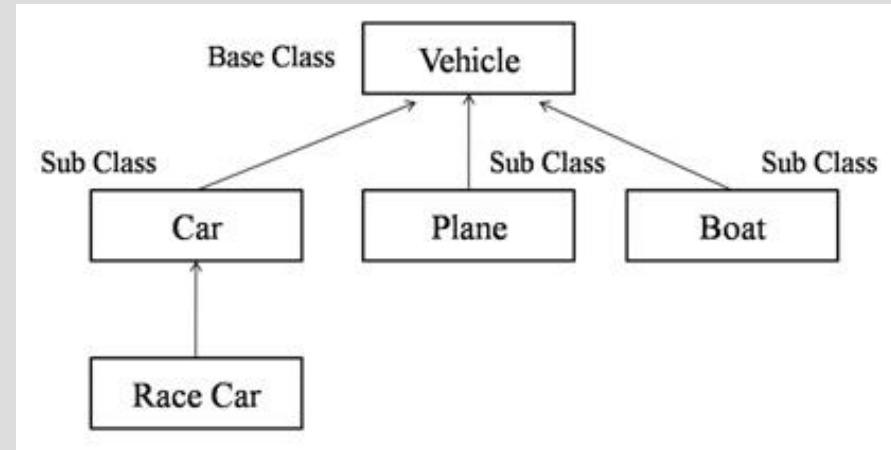 Base Class
Vehicle
Sub Class
Sub Class
Sub Class
Car
Plane
Boat
Race Car